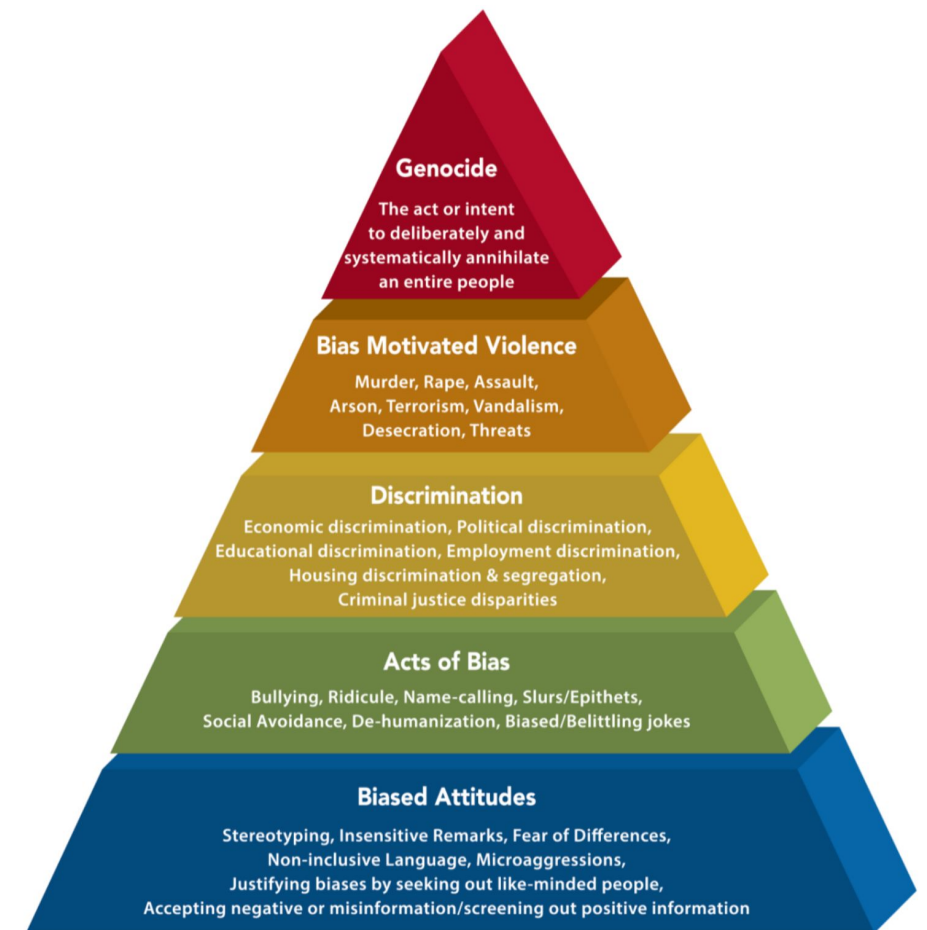 Genocide
The act or intent
to deliberately and
systematically annihilate
an entire people
Bias Motivated Violence
Murder, Rape, Assault,
Arson, Terrorism, Vandalism,
Desecration, Threats
Discrimination
Economic discrimination, Political discrimination,
Educational discrimination, Employment discrimination,
Housing discrimination & segregation,
Criminal justice disparities
Acts of Bias
Bullying, Ridicule, Name-calling, Slurs/Epithets,
Social Avoidance, De-humanization, Biased/Belittling jokes
Biased Attitudes
Stereotyping, Insensitive Remarks, Fear of Differences,
Non-inclusive Language, Microaggressions,
Justifying biases by seeking out like-minded people,
Accepting negative or misinformation/screening out positive information